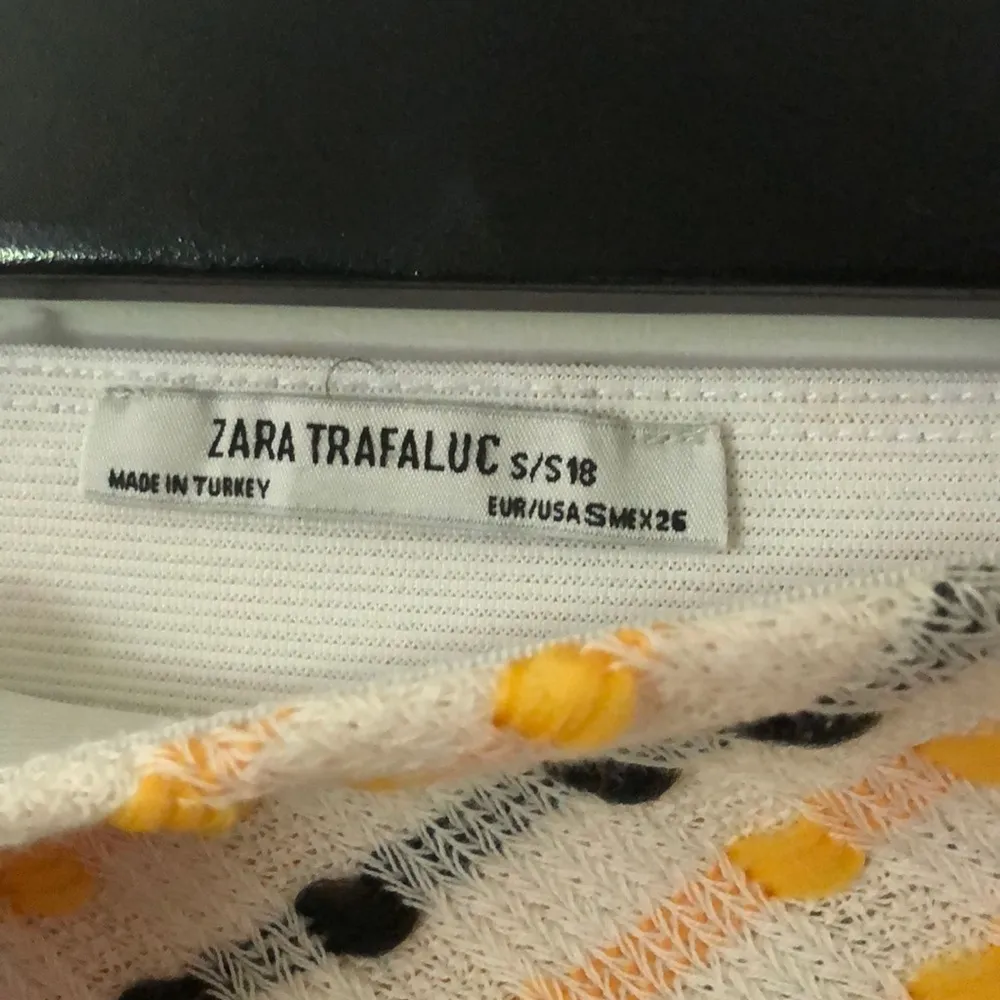 ZARA TRAFALUC S/S18
MADE IN TURKEY
EUR/USA S MEX 26